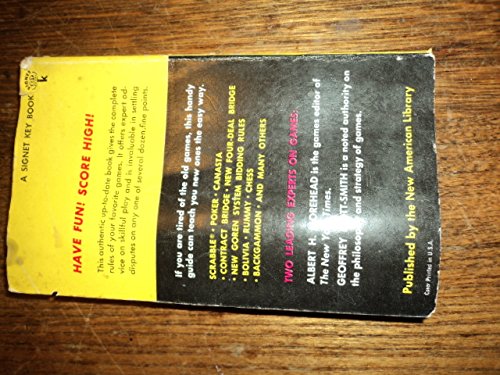 A SIGNET KEY BOOK
k
HAVE FUN! SCORE HIGH!
This authentic up-to-date book gives the complete
rules of your favorite games. It offers expert ad-
vice on skillful play and is invaluable in settling
disputes on any one of several dozen fine points.
If you are tired of the old games, this handy
guide can teach you new ones the easy way.
SCRABBLE • POKER • CANASTA
• CONTRACT BRIDGE • NEW FOUR-DEAL BRIDGE
• NEW GOREN SYSTEM BIDDING RULES
• BOLIVIA • RUMMY • CHESS
• BACKGAMMON • AND MANY OTHERS
TWO LEADING EXPERTS ON GAMES:
ALBERT H. MOREHEAD is the games editor of
The New York Times.
GEOFFREY MOTT-SMITH is a noted authority on
the philosophy and strategy of games.
Published by the New American Library
Cover Printed in U.S.A.